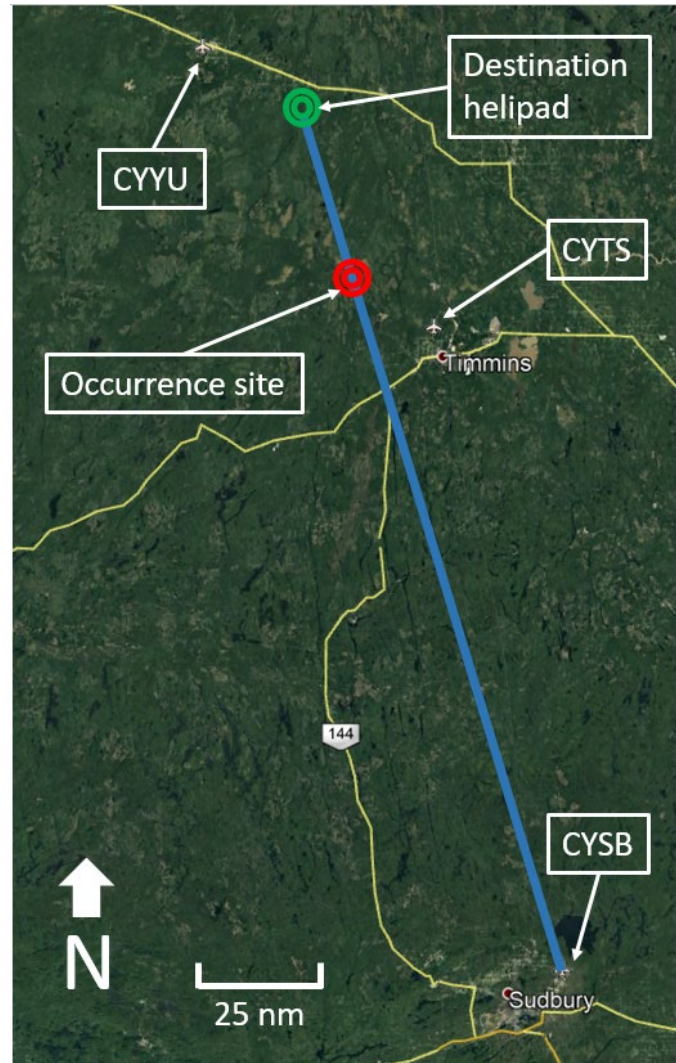 Destination
helipad
CYYU
CYTS
Timmins
Occurrence site
144
CYSB
N
25 nm
Sudbury